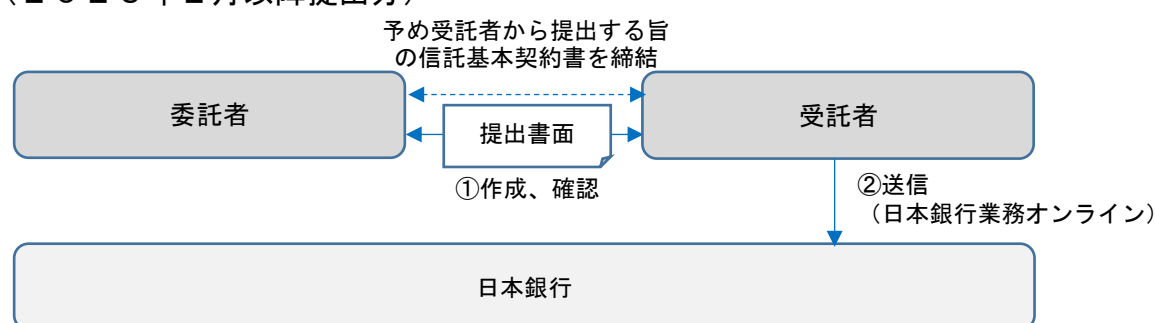 予め受託者から提出する旨
の信託基本契約書を締結
委託者
提出書面
受託者
①作成、確認
②送信
（日本銀行業務オンライン）
日本銀行